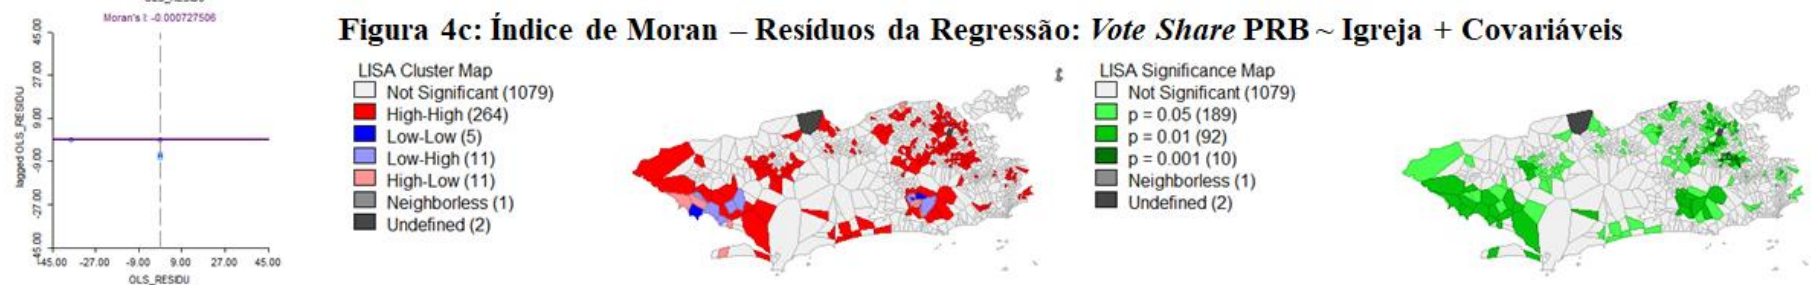 Moran's I: -0.000727506
45.00
27.00
9.00
-9.00
-27.00
-45.00
lagged OLS_RESIDU
-45.00 -27.00 -9.00 9.00 27.00 45.00
OLS_RESIDU
Figura 4c: Índice de Moran – Resíduos da Regressão: Vote Share PRB ~ Igreja + Covariáveis
LISA Cluster Map
Not Significant (1079)
High-High (264)
Low-Low (5)
Low-High (11)
High-Low (11)
Neighborless (1)
Undefined (2)
LISA Significance Map
Not Significant (1079)
p = 0.05 (189)
p = 0.01 (92)
p = 0.001 (10)
Neighborless (1)
Undefined (2)